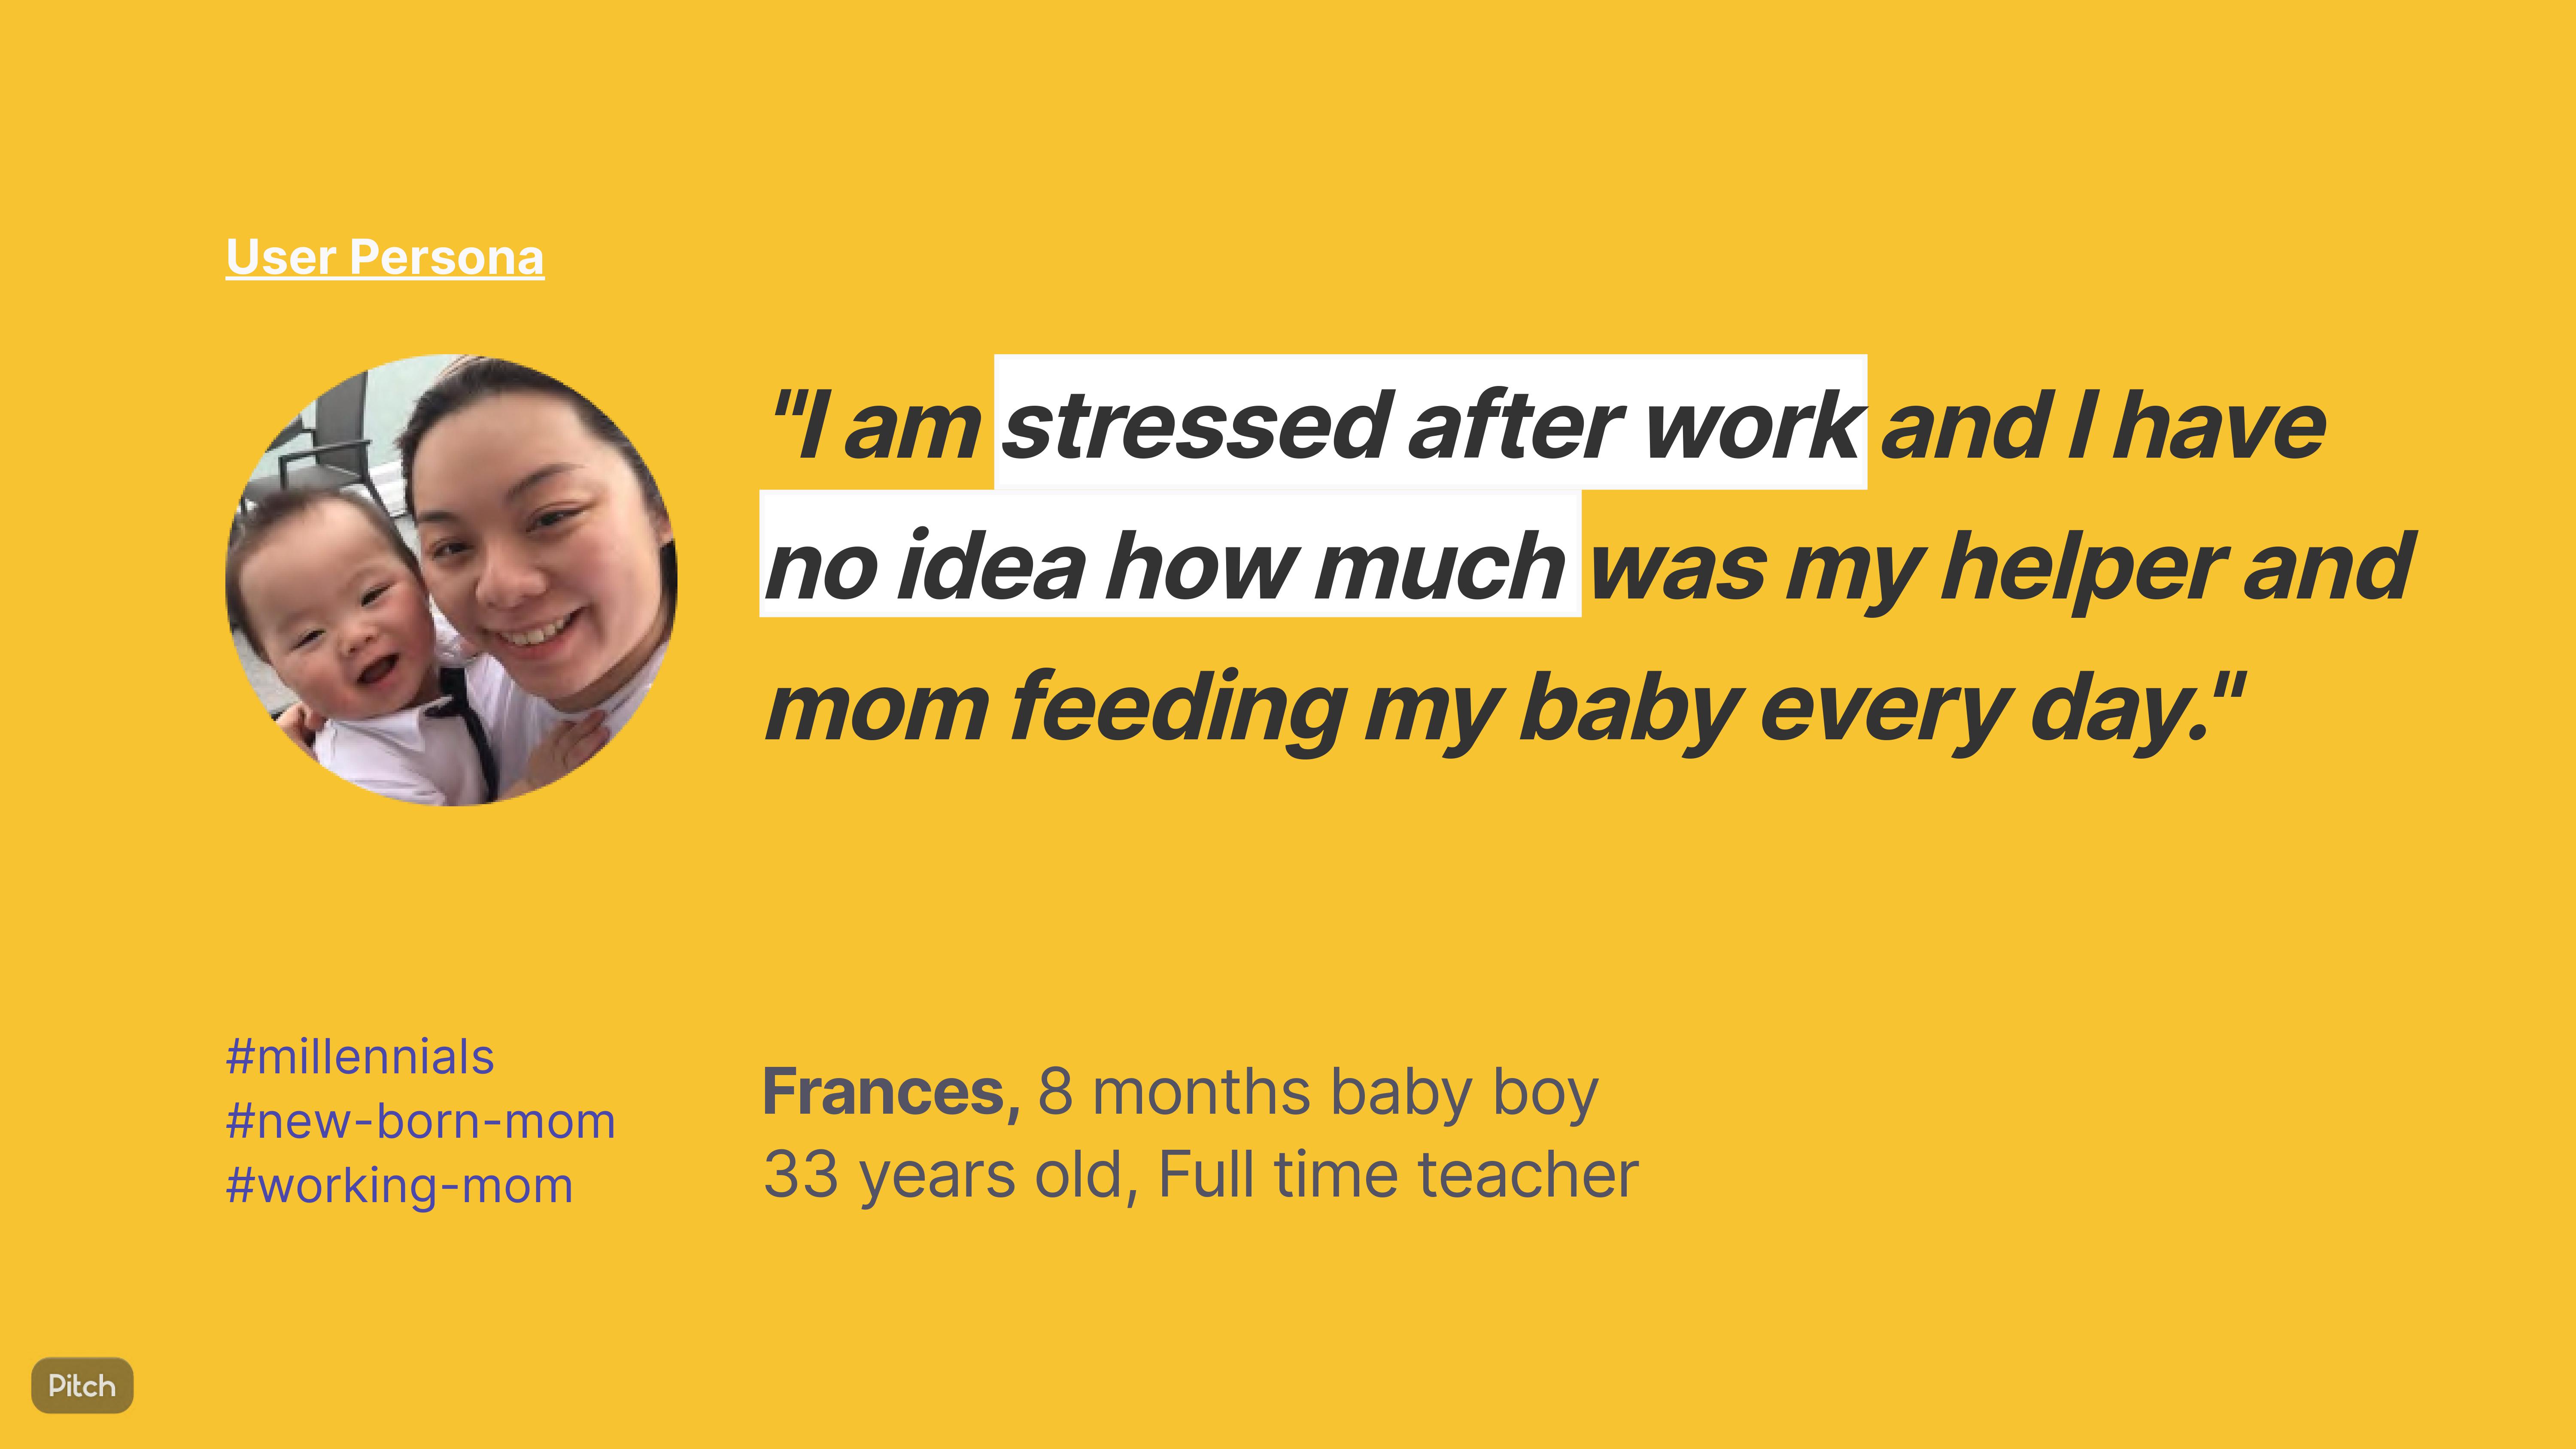 User Persona
"I am stressed after work and I have
no idea how much was my helper and
mom feeding my baby every day."
#millennials
#new-born-mom
#working-mom
Frances, 8 months baby boy
33 years old, Full time teacher
Pitch